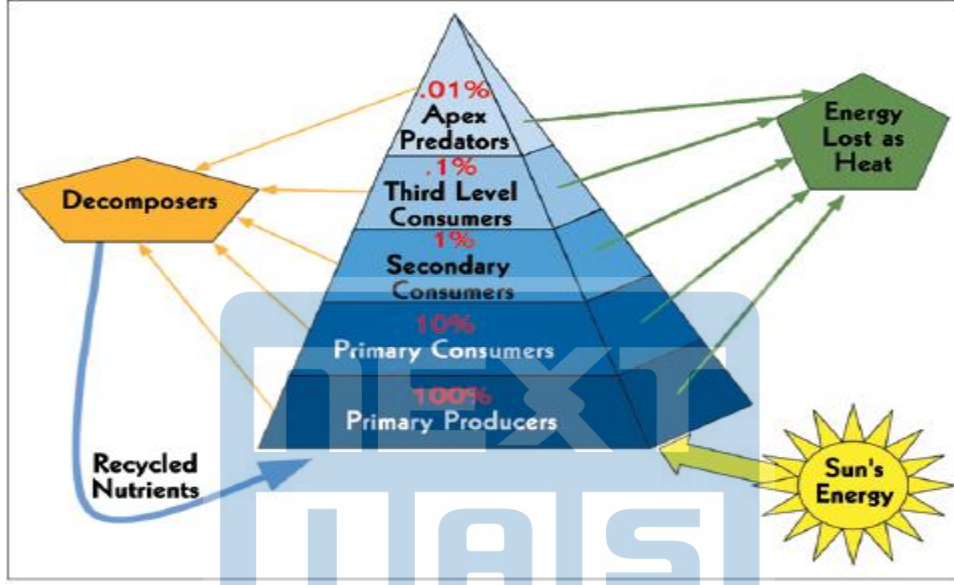 .01%
Apex
Predators
.1%
Third Level
Consumers
1%
Secondary
Consumers
10%
Primary Consumers
100%
Primary Producers
Decomposers
Recycled
Nutrients
Energy
Lost as
Heat
Sun's
Energy
NEXT
IAS